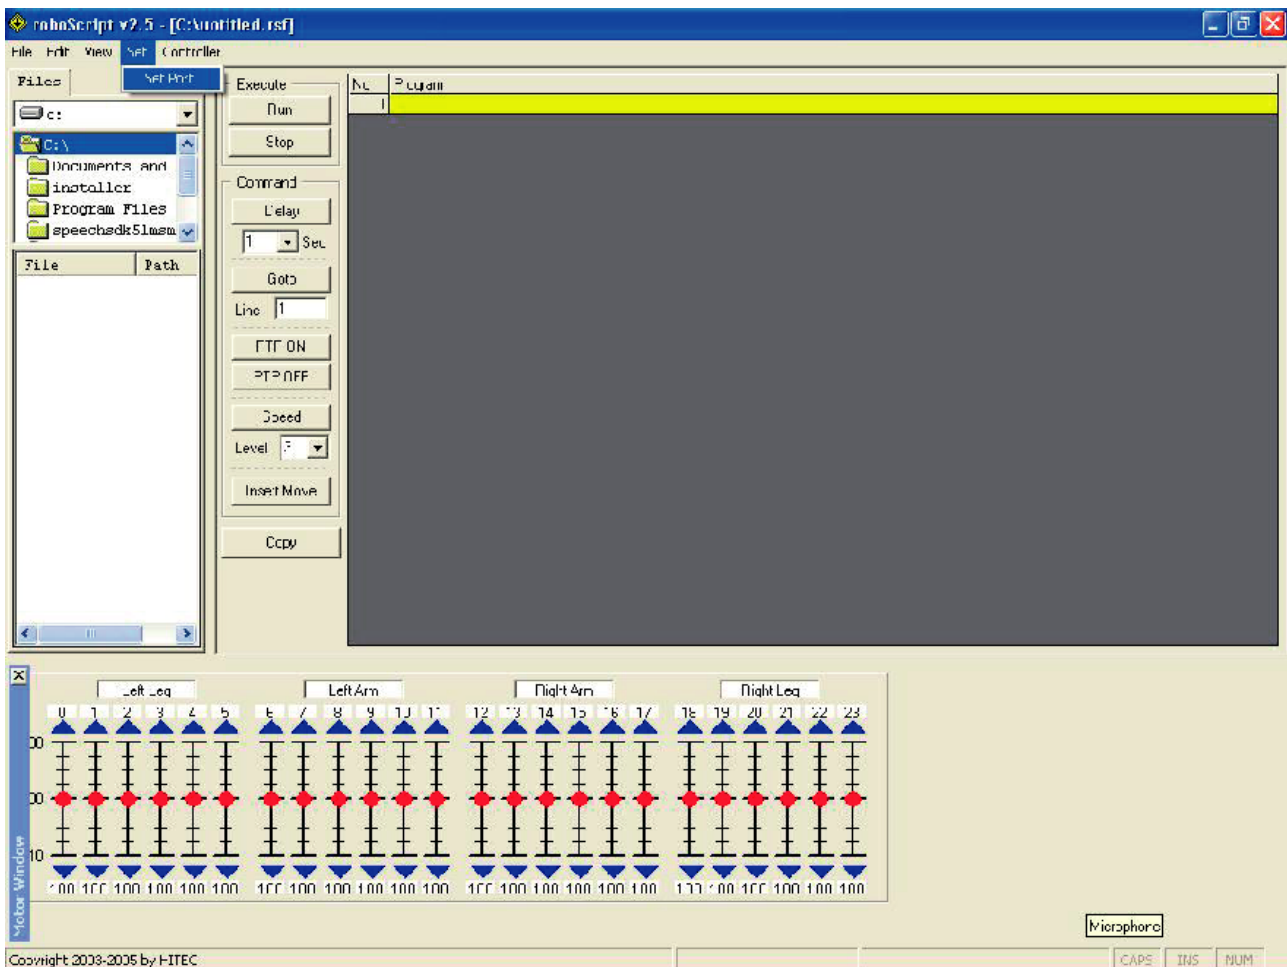 roboScript v2.5 - [C:\untitled.rsf]
File Edit View Set Controller
Set Port
Files
c:
C:\
Documents and
installer
Program Files
speechsdk51msm
File Path
Execute
Run
Stop
Command
Delay
1 Sec
Goto
Line 1
PTP ON
PTP OFF
Speed
Level
Insert Move
Copy
No Program
1
Motor Window
Left Leg Left Arm Right Arm Right Leg
0 1 2 3 4 5 6 7 8 9 10 11 12 13 14 15 16 17 18 19 20 21 22 23
00
00
10
100 100 100 100 100 100 100 100 100 100 100 100 100 100 100 100 100 100 100 100 100 100 100 100
Microphone
Copyright 2003-2005 by HITEC
CAPS INS NUM